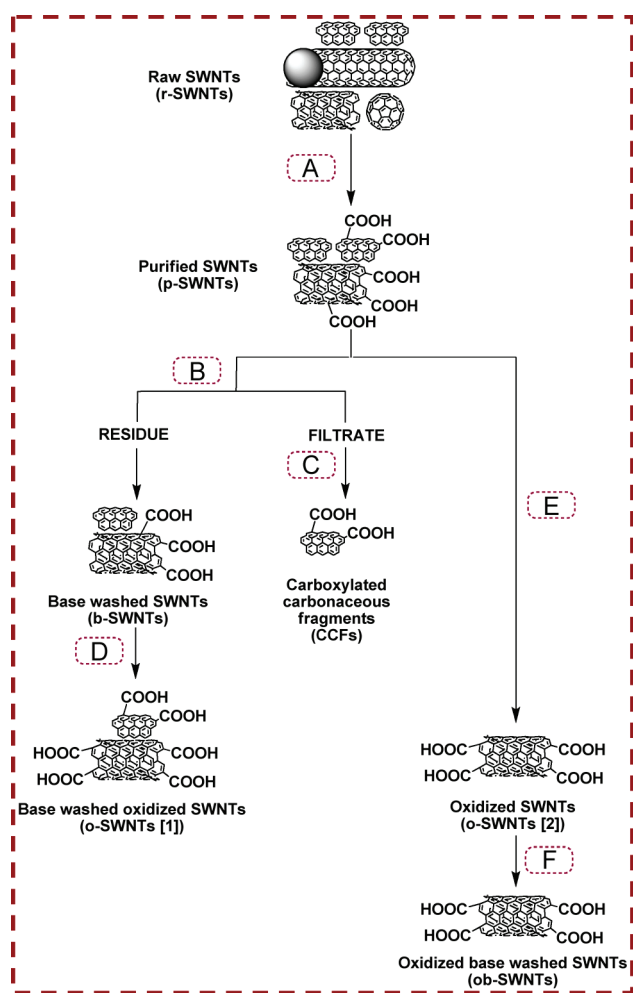 Raw SWNTs
(r-SWNTs)
A
COOH
COOH
Purified SWNTs
(p-SWNTs)
COOH
COOH
COOH
B
RESIDUE
FILTRATE
C
E
COOH
COOH
COOH
COOH
COOH
Base washed SWNTs
(b-SWNTs)
Carboxylated
carbonaceous
fragments
(CCFs)
D
COOH
COOH
HOOC
COOH
HOOC
COOH
Base washed oxidized SWNTs
(o-SWNTs [1])
HOOC
COOH
HOOC
COOH
Oxidized SWNTs
(o-SWNTs [2])
F
HOOC
COOH
HOOC
COOH
Oxidized base washed SWNTs
(ob-SWNTs)